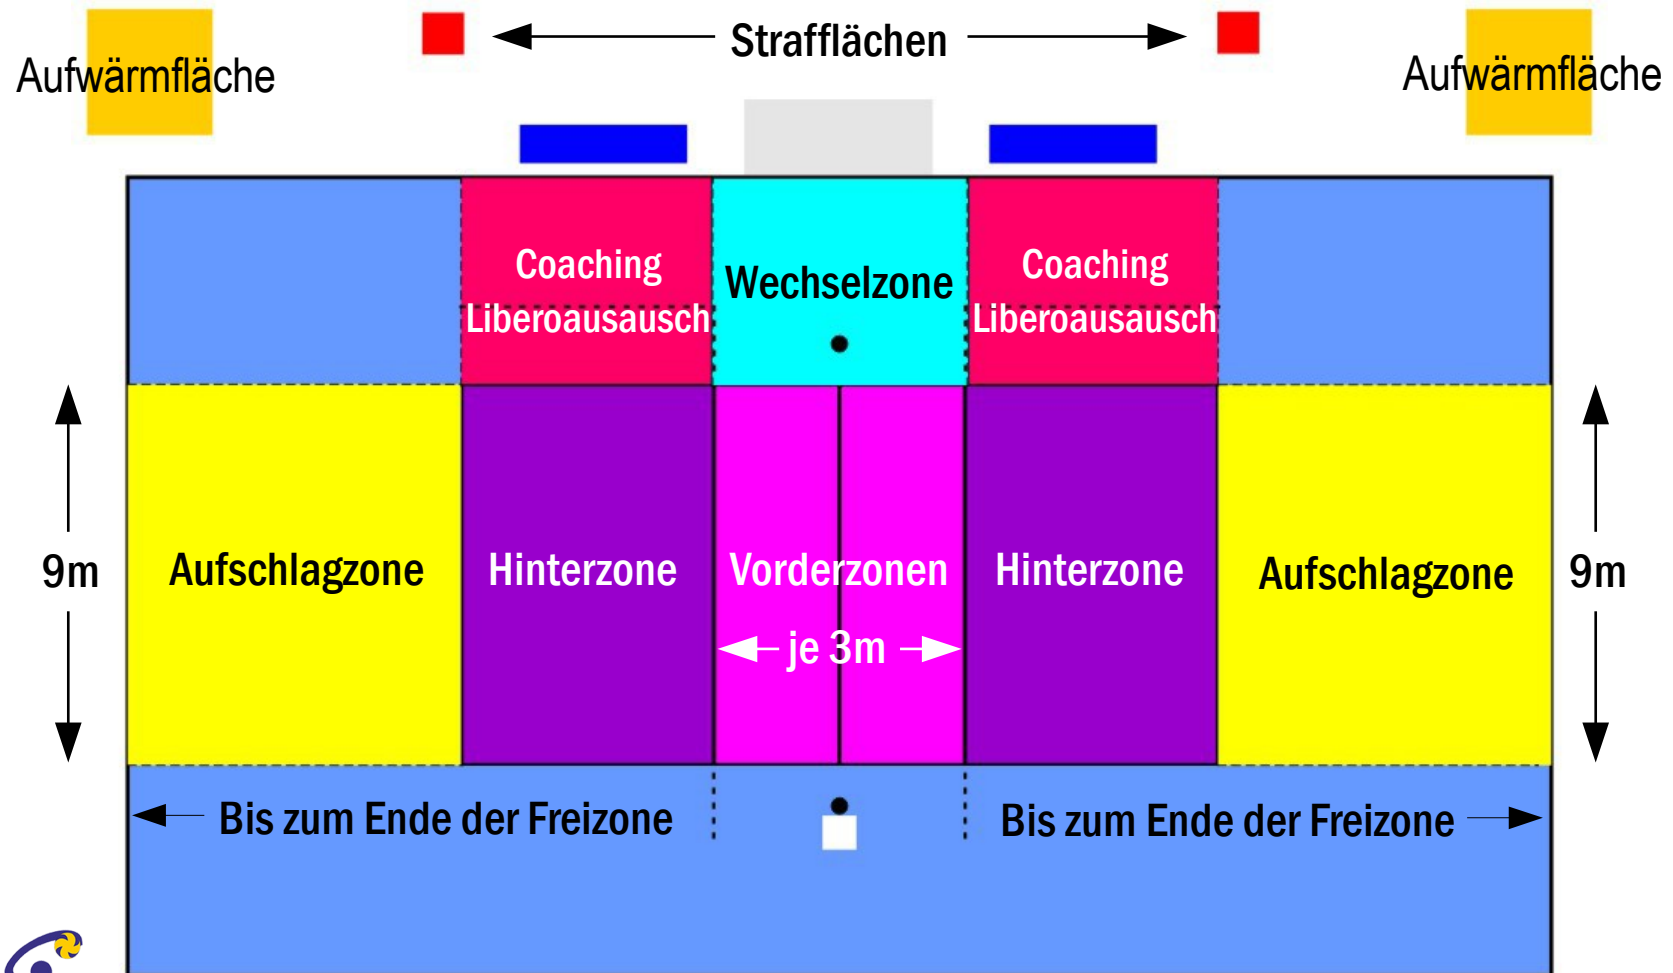 Strafflächen
Aufwärmfläche
Aufwärmfläche
Coaching
Liberoausausch
Wechselzone
Coaching
Liberoausausch
9m
Aufschlagzone
Hinterzone
Vorderzonen
Hinterzone
Aufschlagzone
9m
je 3m
Bis zum Ende der Freizone
Bis zum Ende der Freizone